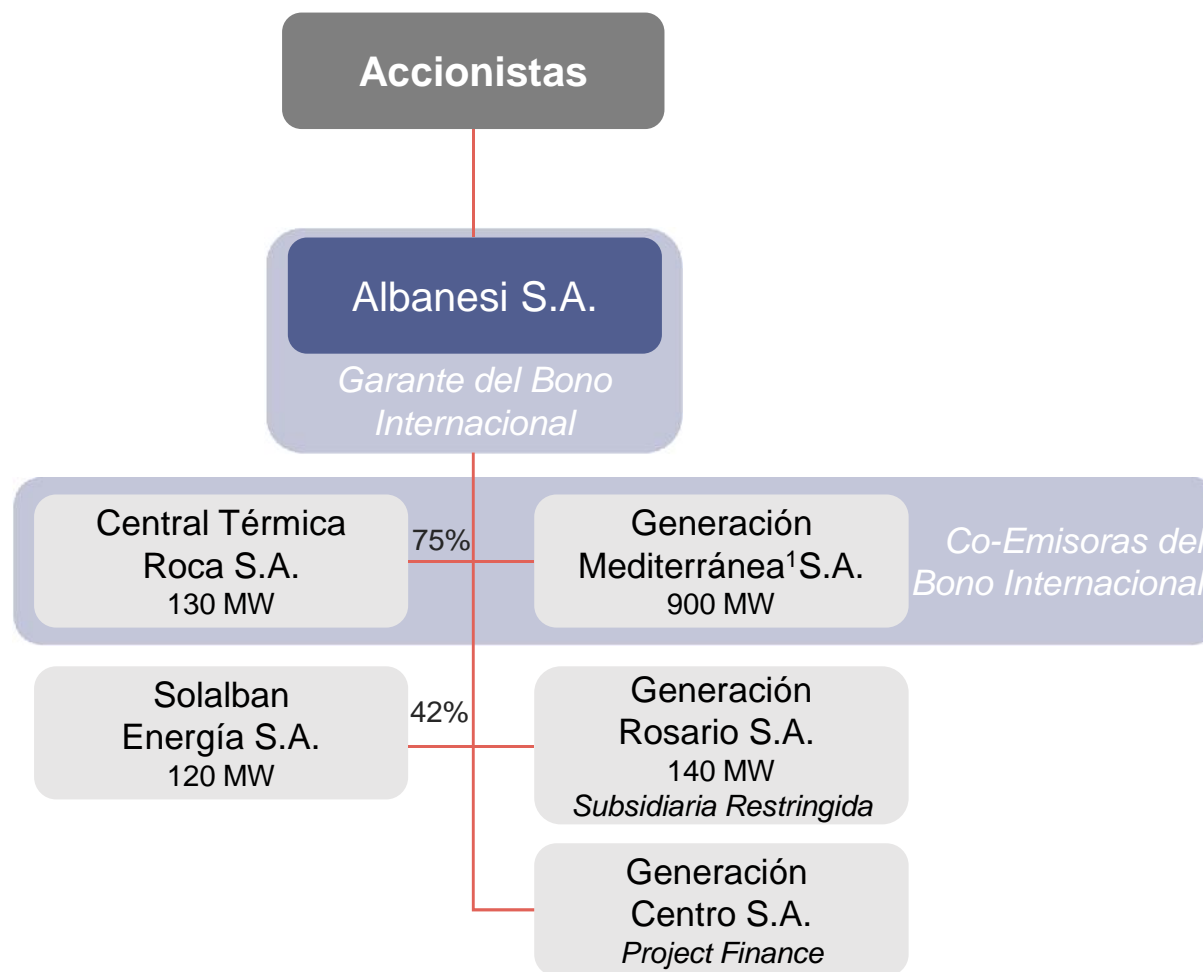 Accionistas
Albanesi S.A.
Garante del Bono
Internacional
Central Térmica
Roca S.A.
130 MW
75%
Generación
Mediterránea¹S.A.
900 MW
Co-Emisoras del
Bono Internacional
Solalban
Energía S.A.
120 MW
42%
Generación
Rosario S.A.
140 MW
Subsidiaria Restringida
Generación
Centro S.A.
Project Finance